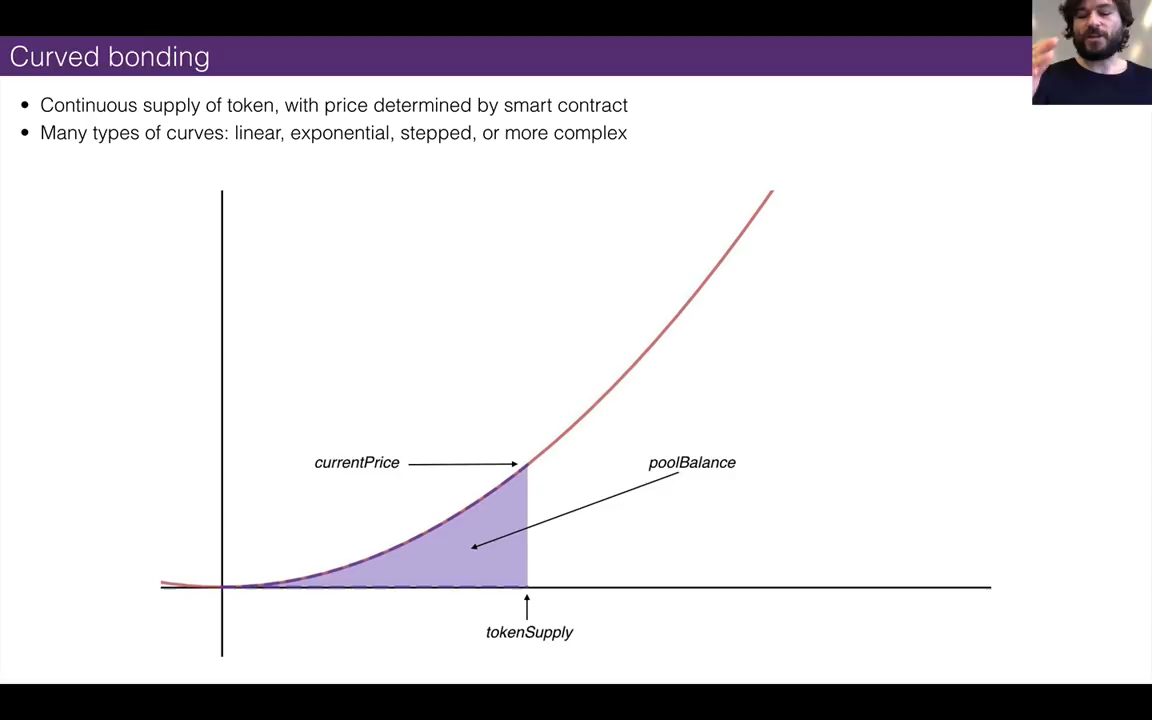 Curved bonding
• Continuous supply of token, with price determined by smart contract
• Many types of curves: linear, exponential, stepped, or more complex
currentPrice
poolBalance
tokenSupply